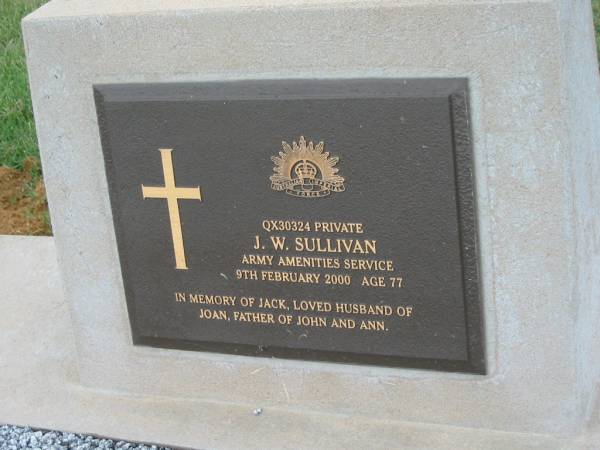 QX30324 PRIVATE
J. W. SULLIVAN
ARMY AMENITIES SERVICE
9TH FEBRUARY 2000 AGE 77
IN MEMORY OF JACK, LOVED HUSBAND OF
JOAN, FATHER OF JOHN AND ANN.